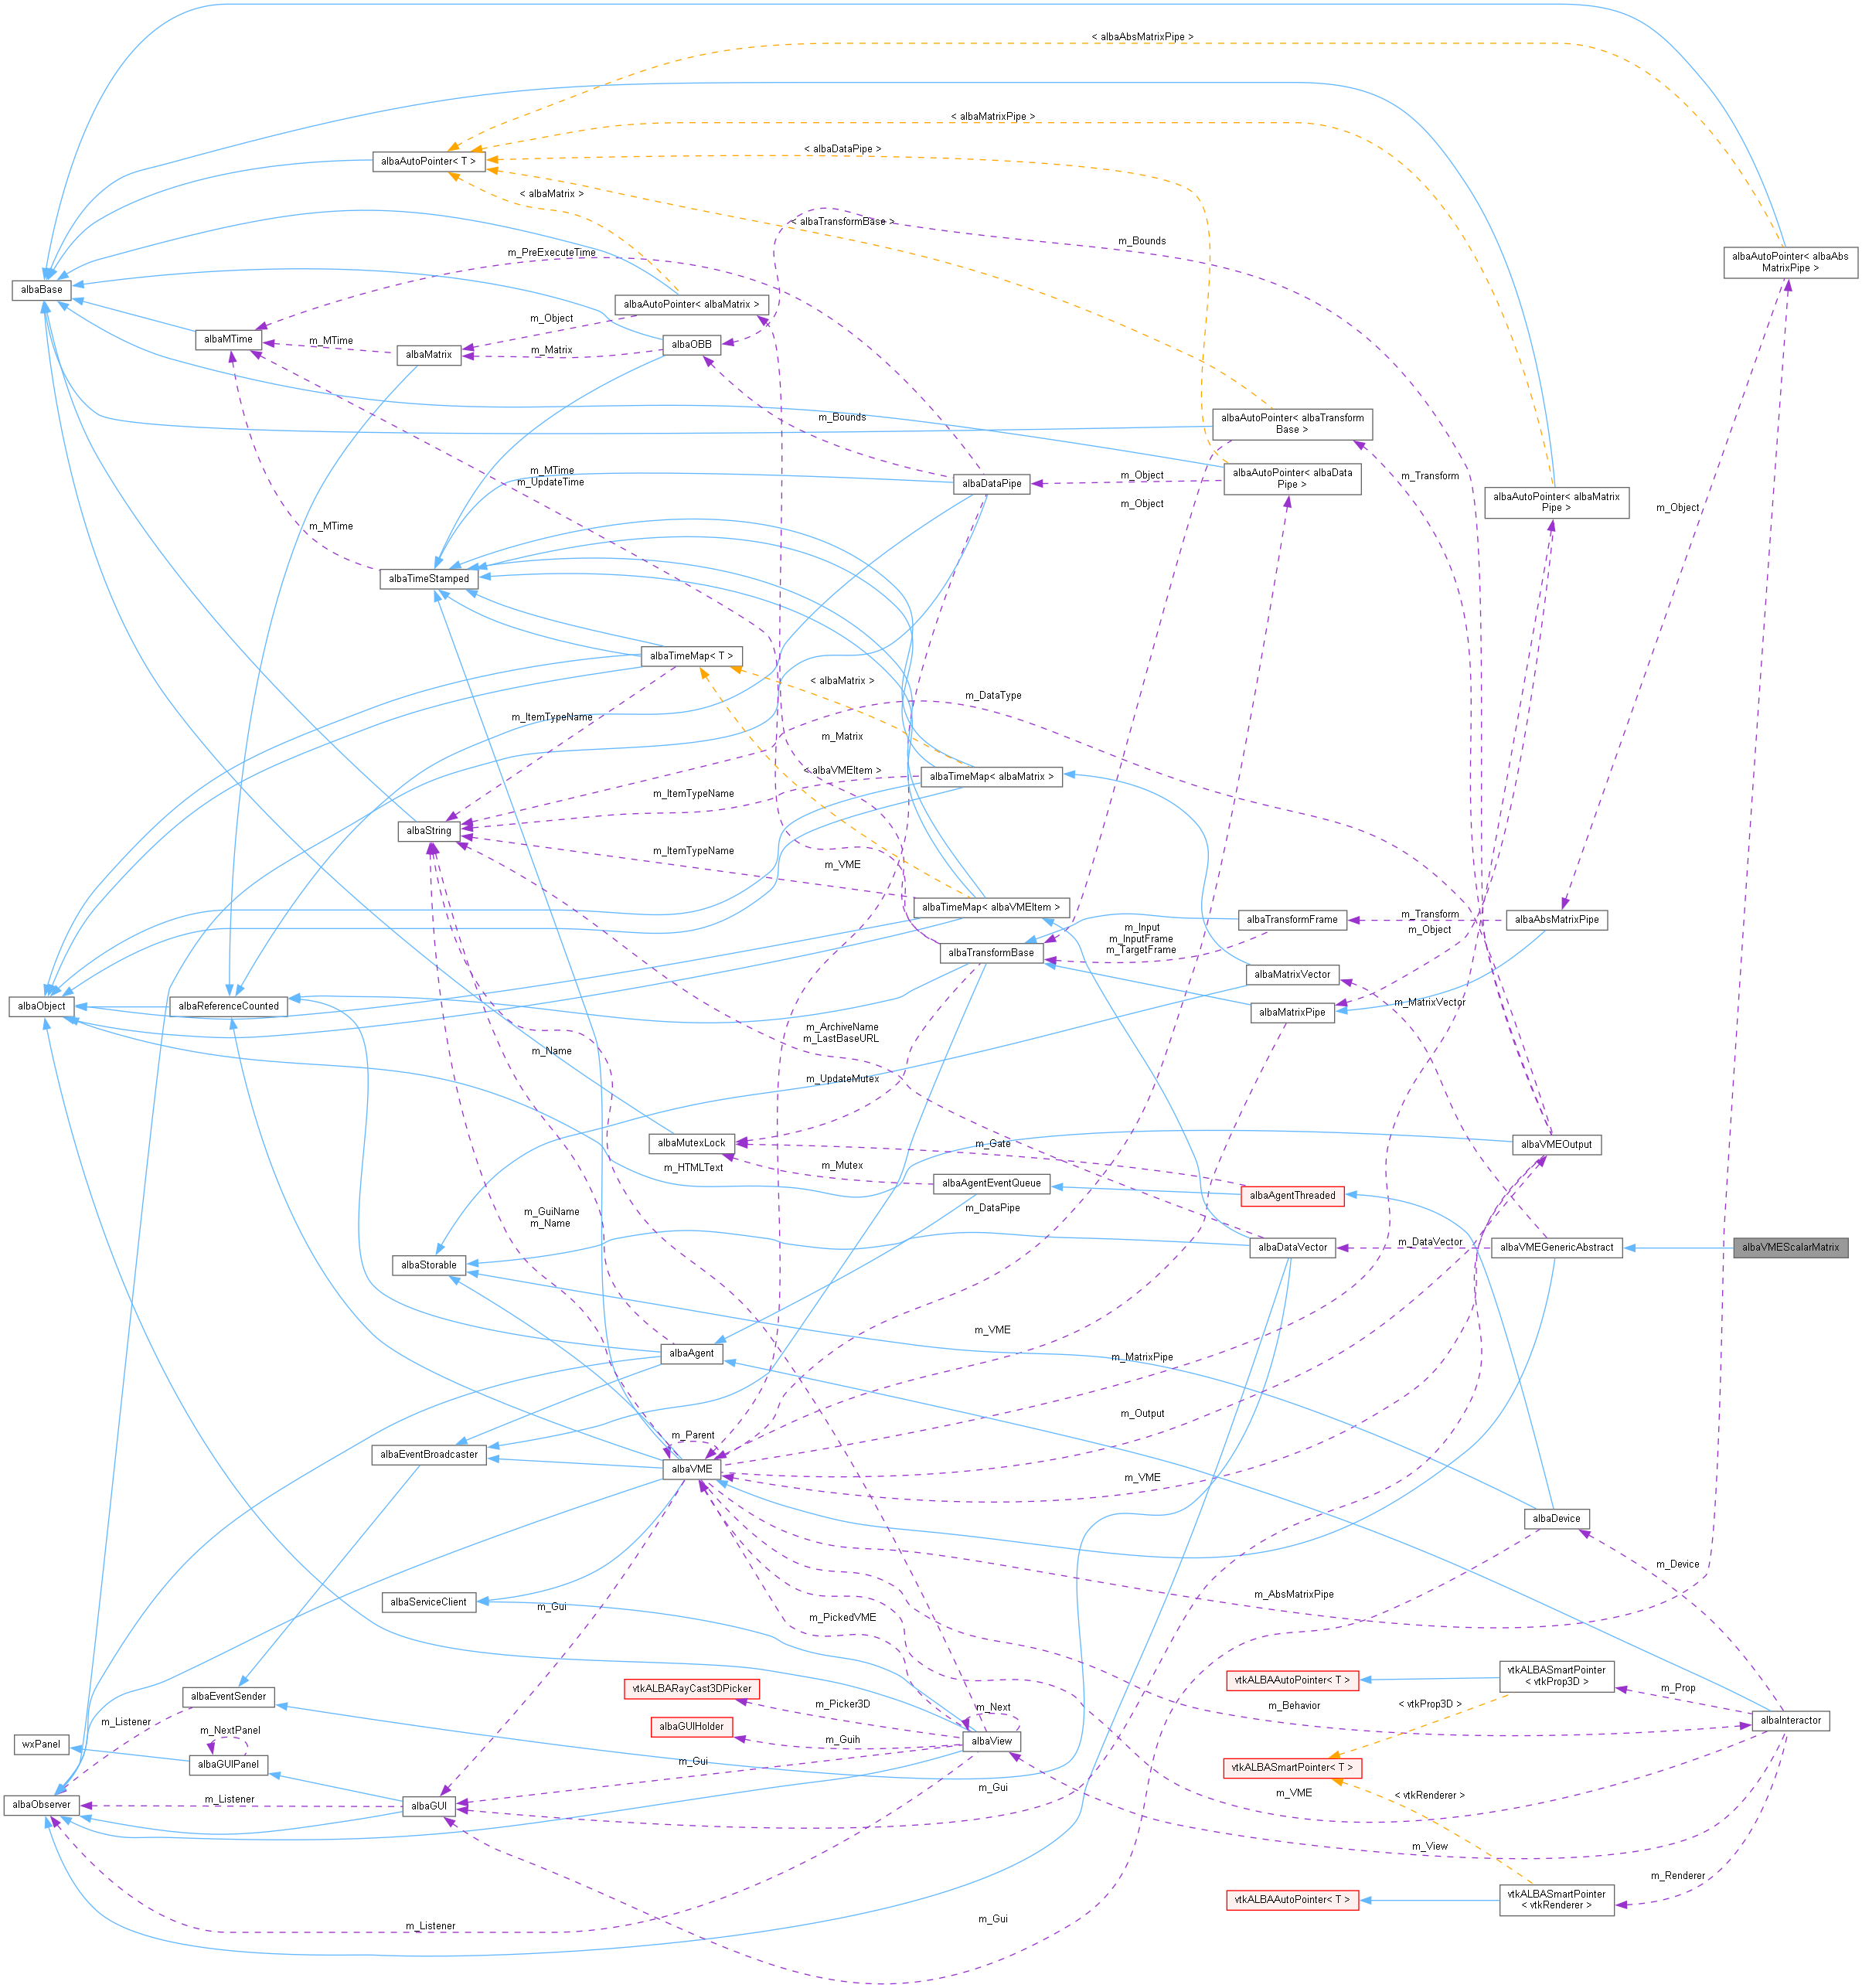 < albaAbsMatrixPipe >
< albaMatrixPipe >
< albaDataPipe >
albaAutoPointer< T >
< albaMatrix >
< albaTransformBase >
m_Bounds
m_PreExecuteTime
albaAutoPointer< albaAbs
MatrixPipe >
albaBase
albaAutoPointer< albaMatrix >
m_Object
albaMTime
m_MTime
albaMatrix
m_Matrix
albaOBB
m_Bounds
albaAutoPointer< albaTransform
Base >
m_MTime
m_UpdateTime
albaDataPipe
m_Object
albaAutoPointer< albaData
Pipe >
m_Transform
albaAutoPointer< albaMatrix
Pipe >
m_Object
m_Object
m_MTime
albaTimeStamped
albaTimeMap< T >
< albaMatrix >
m_DataType
m_ItemTypeName
m_Matrix
< albaVMEItem >
albaTimeMap< albaMatrix >
m_ItemTypeName
albaString
m_ItemTypeName
m_VME
albaTimeMap< albaVMEItem >
albaTransformFrame
m_Transform
m_Object
albaAbsMatrixPipe
m_Input
m_InputFrame
m_TargetFrame
albaTransformBase
albaMatrixVector
albaObject
albaReferenceCounted
albaMatrixPipe
m_MatrixVector
m_ArchiveName
m_LastBaseURL
m_Name
m_UpdateMutex
albaMutexLock
m_Gate
albaVMEOutput
m_HTMLText
m_Mutex
albaAgentEventQueue
albaAgentThreaded
m_GuiName
m_Name
m_DataPipe
albaStorable
albaDataVector
m_DataVector
albaVMEGenericAbstract
albaVMEScalarMatrix
m_VME
albaAgent
m_MatrixPipe
m_Output
albaEventBroadcaster
m_Parent
albaVME
m_VME
albaDevice
m_Device
albaServiceClient
m_Gui
m_PickedVME
m_AbsMatrixPipe
vtkALBARayCast3DPicker
m_Picker3D
vtkALBAAutoPointer< T >
vtkALBASmartPointer
< vtkProp3D >
albaEventSender
m_Listener
albaGUIHolder
m_Guih
m_Next
m_Behavior
< vtkProp3D >
m_Prop
albaInteractor
wxPanel
m_NextPanel
albaGUIPanel
albaView
m_Gui
vtkALBASmartPointer< T >
m_Gui
m_VME
< vtkRenderer >
albaObserver
m_Listener
albaGUI
m_View
m_Renderer
vtkALBAAutoPointer< T >
vtkALBASmartPointer
< vtkRenderer >
m_Listener
m_Gui